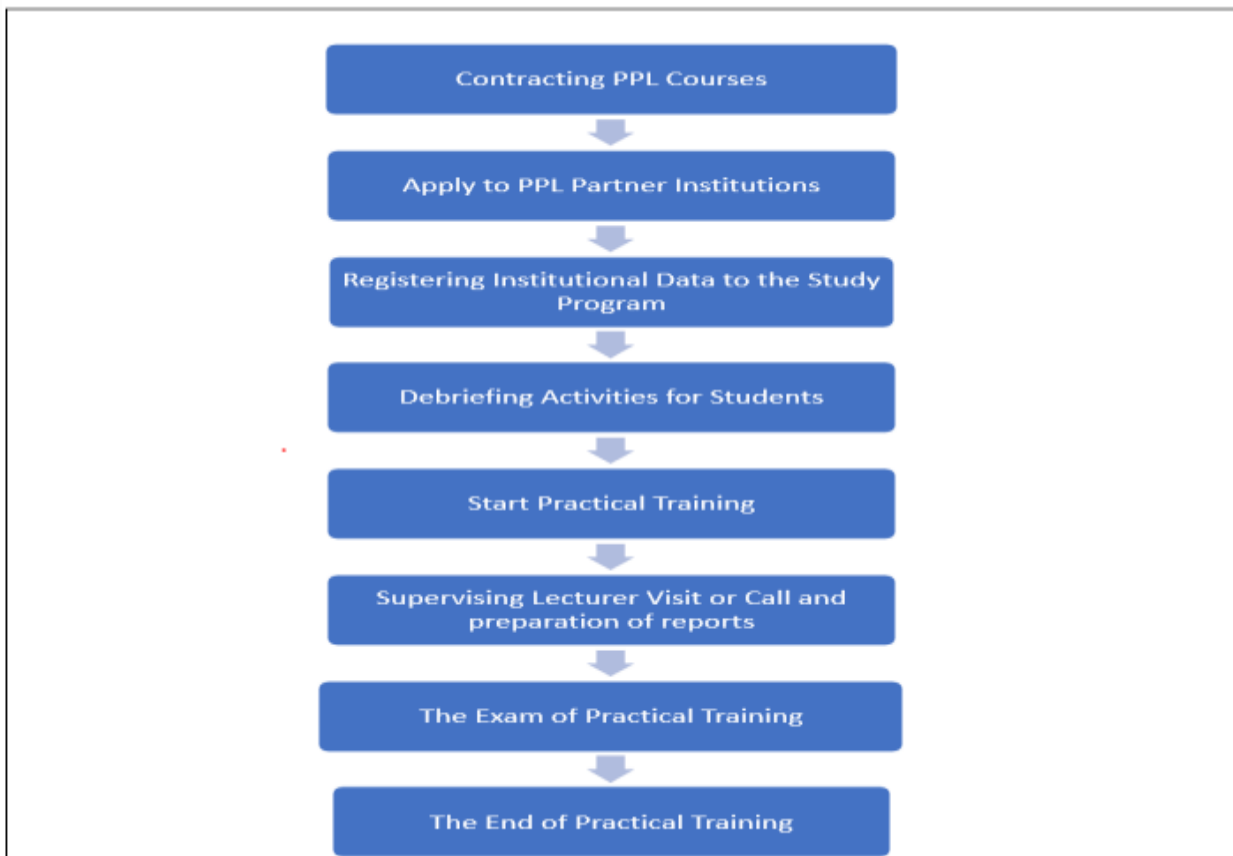 Contracting PPL Courses
Apply to PPL Partner Institutions
Registering Institutional Data to the Study
Program
Debriefing Activities for Students
Start Practical Training
Supervising Lecturer Visit or Call and
preparation of reports
The Exam of Practical Training
The End of Practical Training